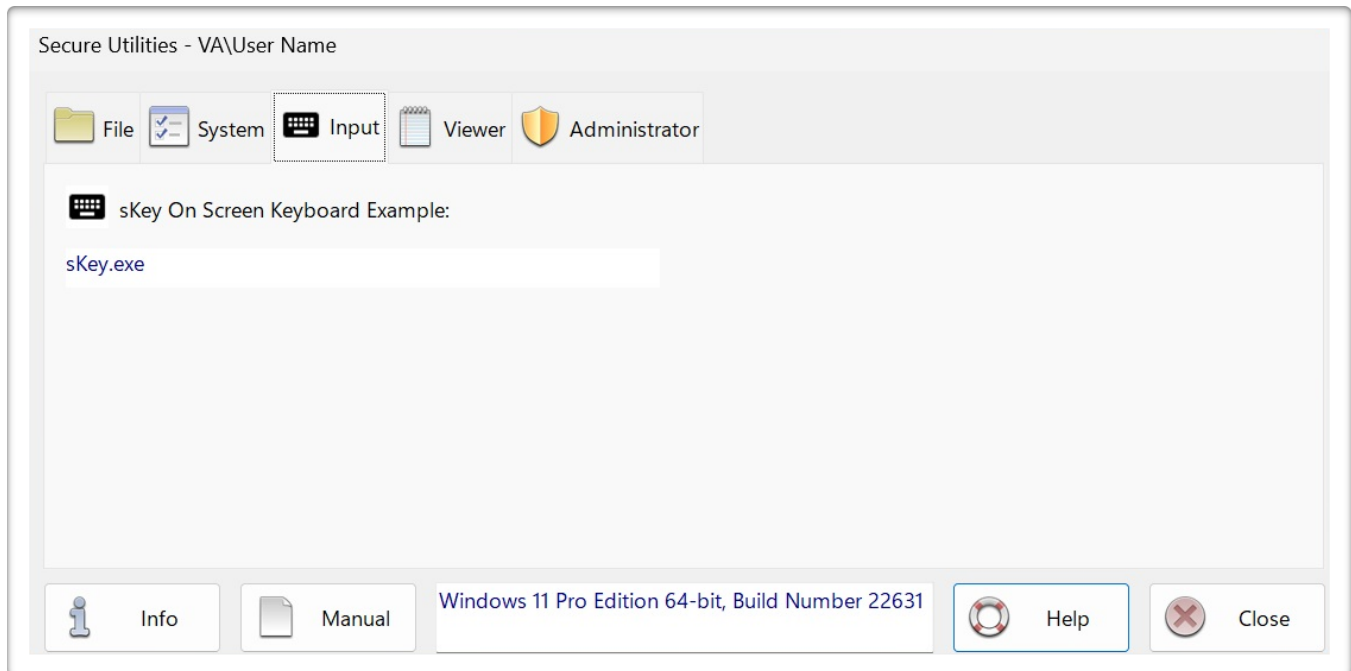 Secure Utilities - VA\User Name
File System Input Viewer Administrator
sKey On Screen Keyboard Example:
sKey.exe
Info Manual Windows 11 Pro Edition 64-bit, Build Number 22631 Help Close